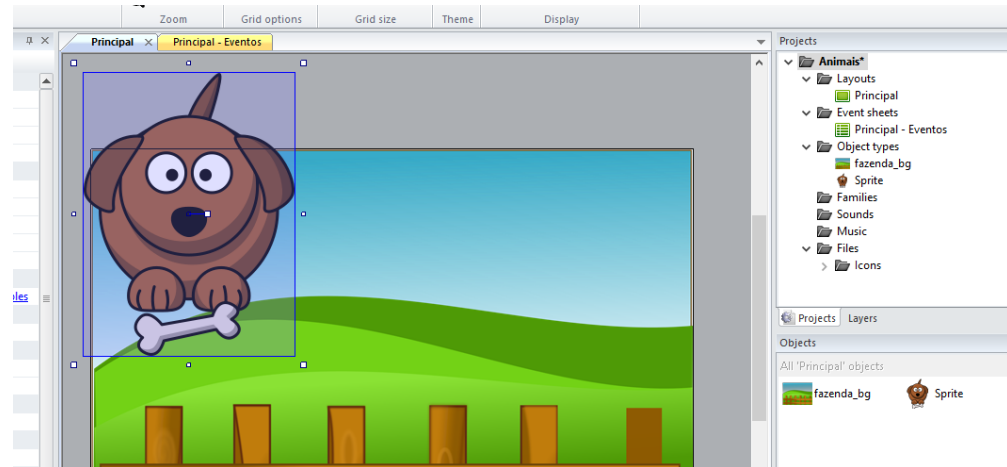 Zoom
Grid options
Grid size
Theme
Display
Principal
Principal - Eventos
Projects
Animais*
Layouts
Principal
Event sheets
Principal - Eventos
Object types
fazenda_bg
Sprite
Families
Sounds
Music
Files
Icons
Projects
Layers
Objects
All 'Principal' objects
fazenda_bg
Sprite